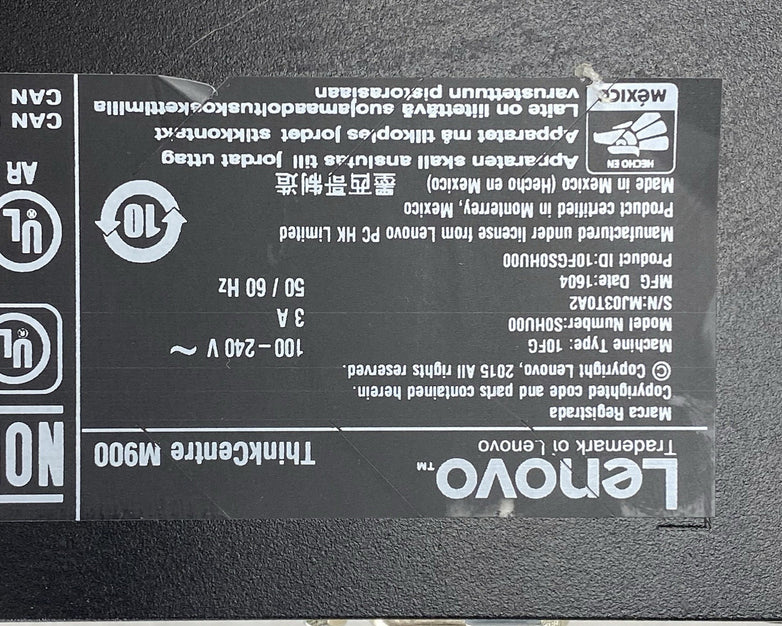 Lenovo™
Trademark of Lenovo
ThinkCentre M900
Marca Registrada
Copyrighted code and parts contained herein.
© Copyright Lenovo, 2015 All rights reserved.
Machine Type: 10FG
Model Number:S0HU00
S/N:MJ03T0A2
MFG Date:1604
Product ID:10FGS0HU00
100-240 V ~
3 A
50 / 60 Hz
Manufactured under license from Lenovo PC HK Limited
Product certified in Monterrey, Mexico
Made in Mexico (Hecho en Mexico) 墨西哥制造
10
HECHO EN
MÉXICO
Apparaten skall anslutas till jordat uttag
Apparatet må tilkoples jordet stikkontakt
Laite on liitettävä suojamaadoituskoskettimilla
varustettuun pistorasiaan
UL
®
UL
®
AR
CAN
CAN